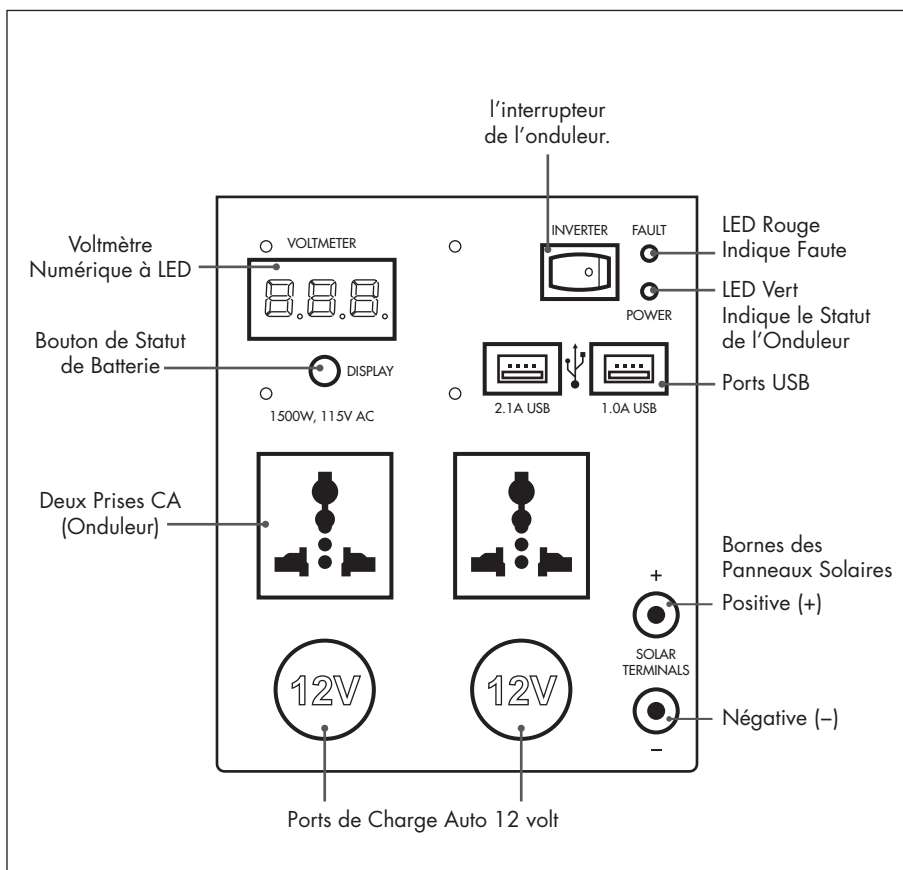 l'interrupteur
de l'onduleur.
Voltmètre
Numérique à LED
VOLTMETER
8.8.8.
INVERTER
FAULT
LED Rouge
Indique Faute
POWER
LED Vert
Indique le Statut
de l'Onduleur
Bouton de Statut
de Batterie
DISPLAY
1500W, 115V AC
2.1A USB
1.0A USB
Ports USB
Deux Prises CA
(Onduleur)
Bornes des
Panneaux Solaires
+
Positive (+)
SOLAR
TERMINALS
12V
12V
Négative (–)
–
Ports de Charge Auto 12 volt